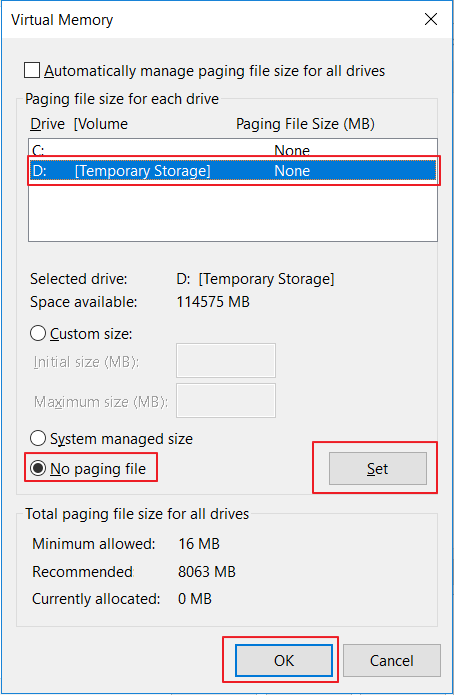 Virtual Memory
Automatically manage paging file size for all drives
Paging file size for each drive
Drive [Volume Paging File Size (MB)
C: None
D: [Temporary Storage] None
Selected drive: D: [Temporary Storage]
Space available: 114575 MB
Custom size:
Initial size (MB):
Maximum size (MB):
System managed size
No paging file Set
Total paging file size for all drives
Minimum allowed: 16 MB
Recommended 8063 MB
Currently allocated: 0 MB
OK Cancel